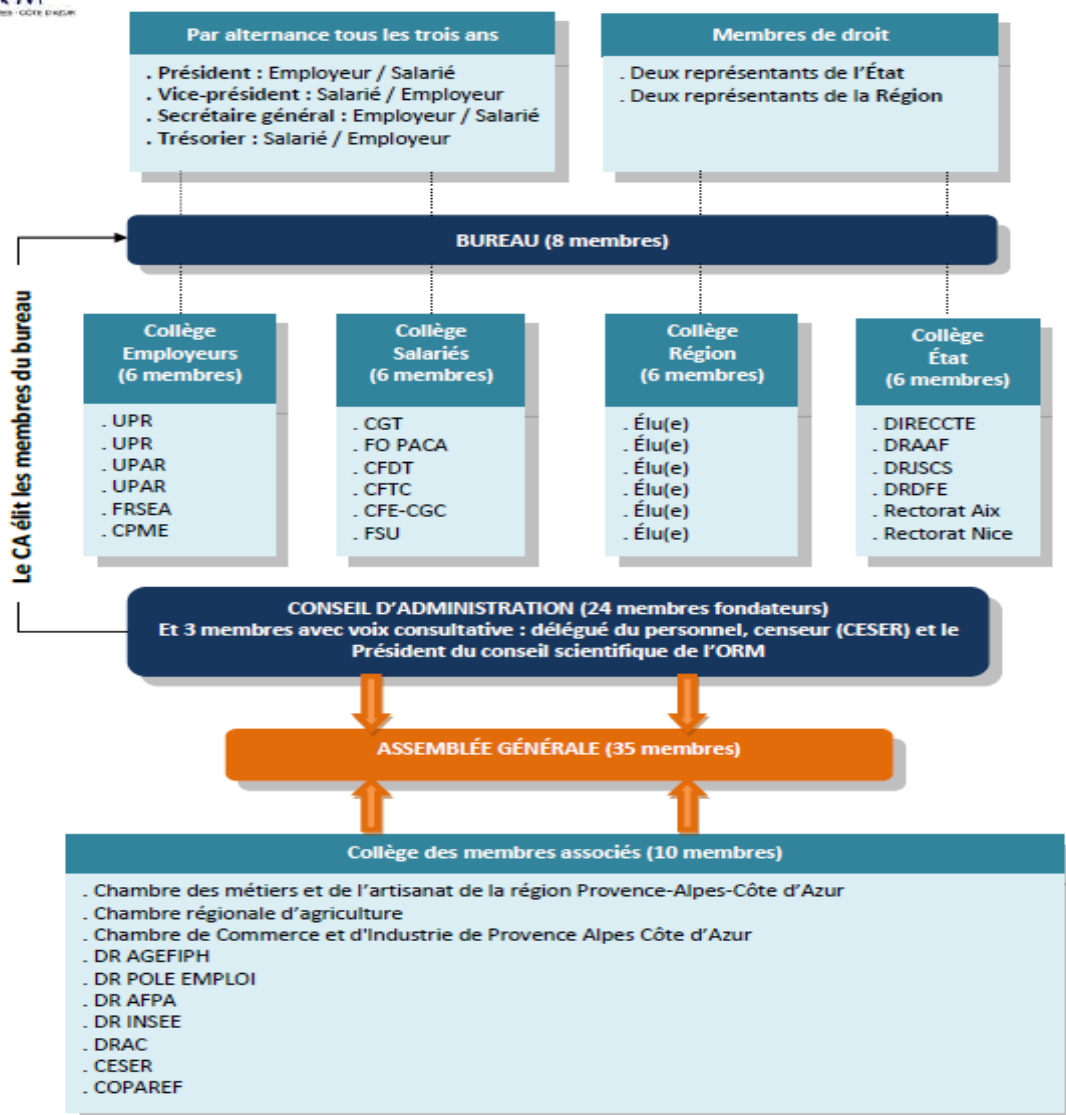 - CÔTE D'AZUR
Par alternance tous les trois ans
. Président : Employeur / Salarié
. Vice-président : Salarié / Employeur
. Secrétaire général : Employeur / Salarié
. Trésorier : Salarié / Employeur
Membres de droit
. Deux représentants de l'État
. Deux représentants de la Région
BUREAU (8 membres)
Le CA élit les membres du bureau
Collège
Employeurs
(6 membres)
. UPR
. UPR
. UPAR
. UPAR
. FRSEA
. CPME
Collège
Salariés
(6 membres)
. CGT
. FO PACA
. CFDT
. CFTC
. CFE-CGC
. FSU
Collège
Région
(6 membres)
. Élu(e)
. Élu(e)
. Élu(e)
. Élu(e)
. Élu(e)
. Élu(e)
Collège
État
(6 membres)
. DIRECCTE
. DRAAF
. DRJSCS
. DRDFE
. Rectorat Aix
. Rectorat Nice
CONSEIL D'ADMINISTRATION (24 membres fondateurs)
Et 3 membres avec voix consultative : délégué du personnel, censeur (CESER) et le
Président du conseil scientifique de l'ORM
ASSEMBLÉE GÉNÉRALE (35 membres)
Collège des membres associés (10 membres)
. Chambre des métiers et de l'artisanat de la région Provence-Alpes-Côte d'Azur
. Chambre régionale d'agriculture
. Chambre de Commerce et d'Industrie de Provence Alpes Côte d'Azur
. DR AGEFIPH
. DR POLE EMPLOI
. DR AFPA
. DR INSEE
. DRAC
. CESER
. COPAREF